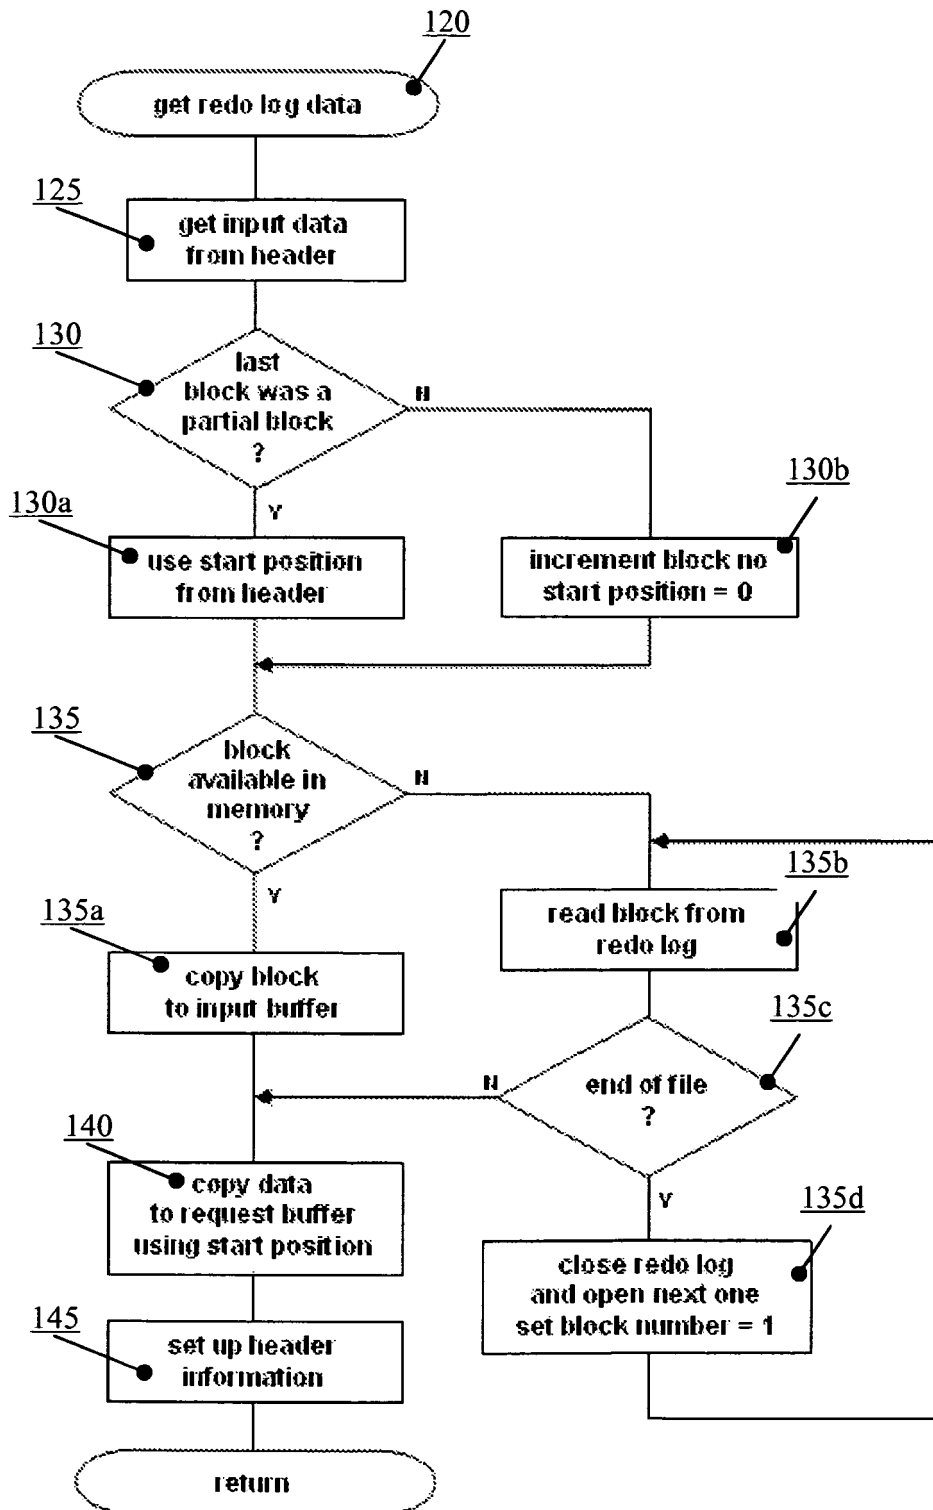 120
get redo log data
125
get input data
from header
130
last
block was a
partial block
?
N
Y
130a
use start position
from header
130b
increment block no
start position = 0
135
block
available in
memory
?
N
Y
135a
copy block
to input buffer
135b
read block from
redo log
135c
end of file
?
N
Y
140
copy data
to request buffer
using start position
135d
close redo log
and open next one
set block number = 1
145
set up header
information
return